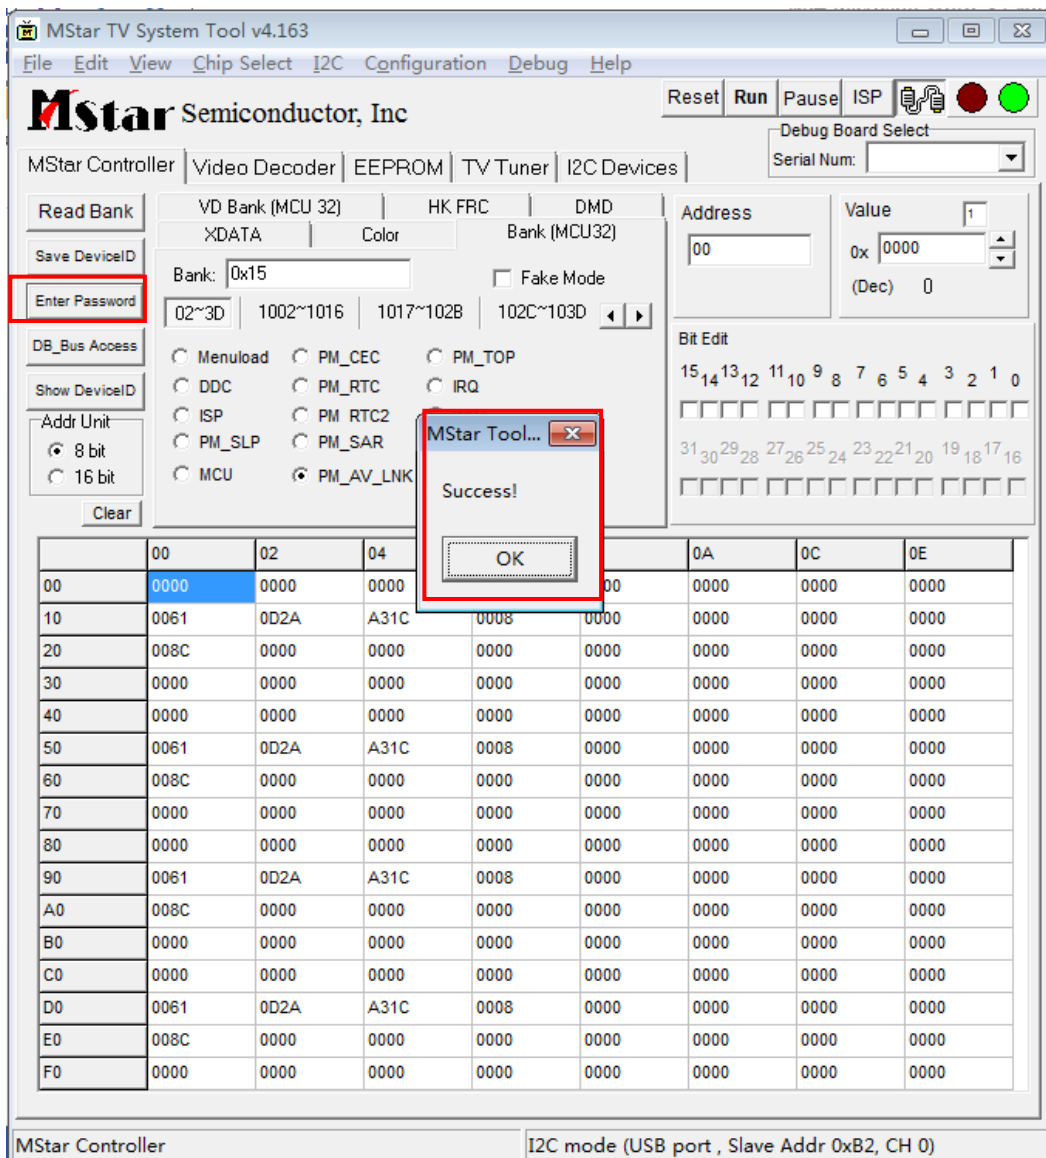 MStar TV System Tool v4.163
File Edit View Chip Select I2C Configuration Debug Help
MStar Semiconductor, Inc
Reset Run Pause ISP
Debug Board Select
Serial Num:
MStar Controller Video Decoder EEPROM TV Tuner I2C Devices
Read Bank
Save DeviceID
Enter Password
DB_Bus Access
Show DeviceID
Addr Unit
8 bit
16 bit
Clear
VD Bank (MCU 32) HK FRC DMD
XDATA Color Bank (MCU32)
Bank: 0x15 Fake Mode
02~3D 1002~1016 1017~102B 102C~103D
Menuload PM_CEC PM_TOP
DDC PM_RTC IRQ
ISP PM_RTC2
PM_SLP PM_SAR
MCU PM_AV_LNK
Address
00
Value 1
0x 0000
(Dec) 0
Bit Edit
15 14 13 12 11 10 9 8 7 6 5 4 3 2 1 0
31 30 29 28 27 26 25 24 23 22 21 20 19 18 17 16
MStar Tool...
Success!
OK
00 02 04 0A 0C 0E
00 0000 0000 0000 00 0000 0000 0000
10 0061 0D2A A31C 0008 0000 0000 0000 0000
20 008C 0000 0000 0000 0000 0000 0000 0000
30 0000 0000 0000 0000 0000 0000 0000 0000
40 0000 0000 0000 0000 0000 0000 0000 0000
50 0061 0D2A A31C 0008 0000 0000 0000 0000
60 008C 0000 0000 0000 0000 0000 0000 0000
70 0000 0000 0000 0000 0000 0000 0000 0000
80 0000 0000 0000 0000 0000 0000 0000 0000
90 0061 0D2A A31C 0008 0000 0000 0000 0000
A0 008C 0000 0000 0000 0000 0000 0000 0000
B0 0000 0000 0000 0000 0000 0000 0000 0000
C0 0000 0000 0000 0000 0000 0000 0000 0000
D0 0061 0D2A A31C 0008 0000 0000 0000 0000
E0 008C 0000 0000 0000 0000 0000 0000 0000
F0 0000 0000 0000 0000 0000 0000 0000 0000
MStar Controller I2C mode (USB port , Slave Addr 0xB2, CH 0)